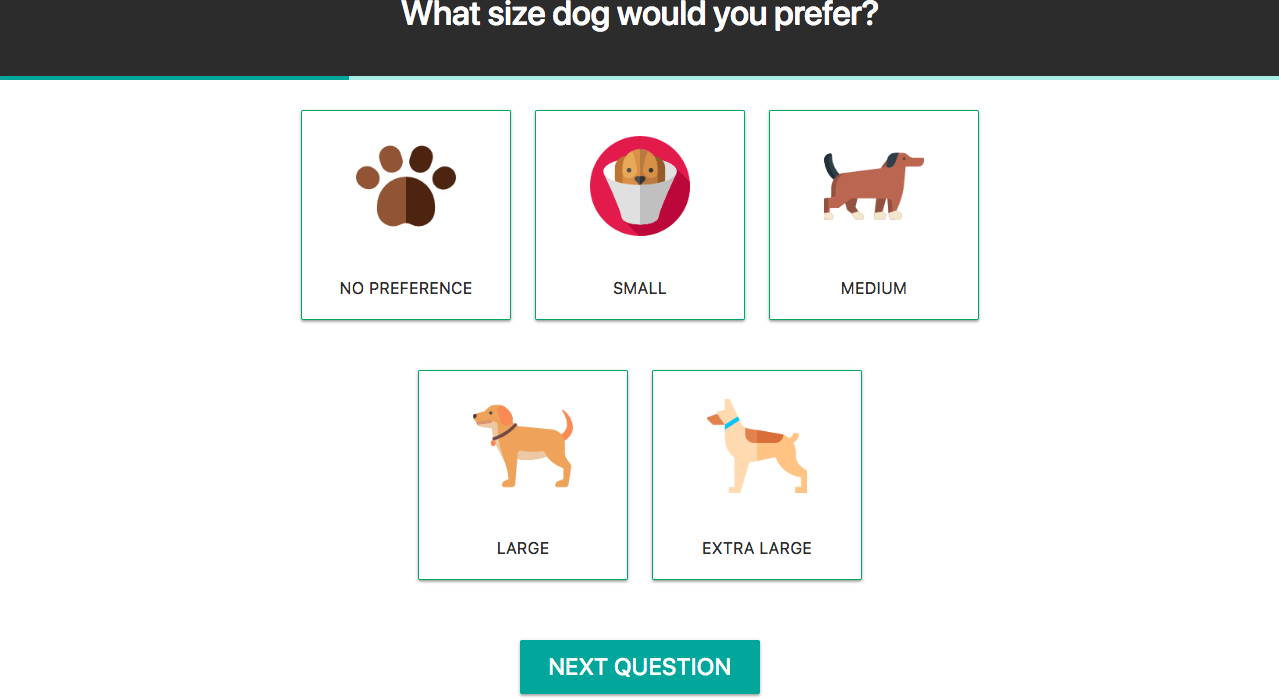 What size dog would you prefer?
NO PREFERENCE
SMALL
MEDIUM
LARGE
EXTRA LARGE
NEXT QUESTION